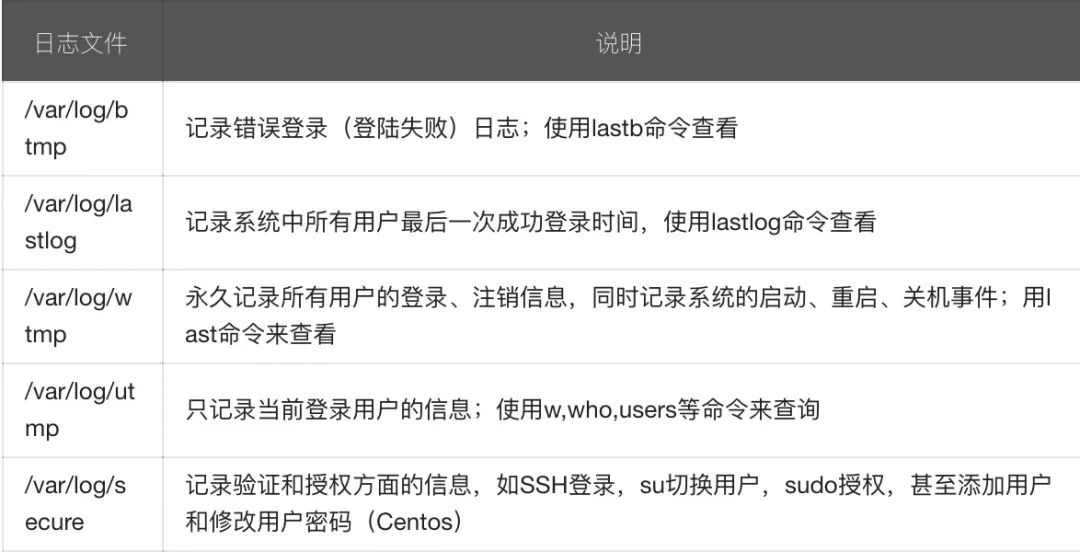 日志文件
说明
/var/log/b
tmp
记录错误登录（登陆失败）日志；使用lastb命令查看
/var/log/la
stlog
记录系统中所有用户最后一次成功登录时间，使用lastlog命令查看
/var/log/w
tmp
永久记录所有用户的登录、注销信息，同时记录系统的启动、重启、关机事件；用l
ast命令来查看
/var/log/ut
mp
只记录当前登录用户的信息；使用w,who,users等命令来查询
/var/log/s
ecure
记录验证和授权方面的信息，如SSH登录，su切换用户，sudo授权，甚至添加用户
和修改用户密码（Centos）